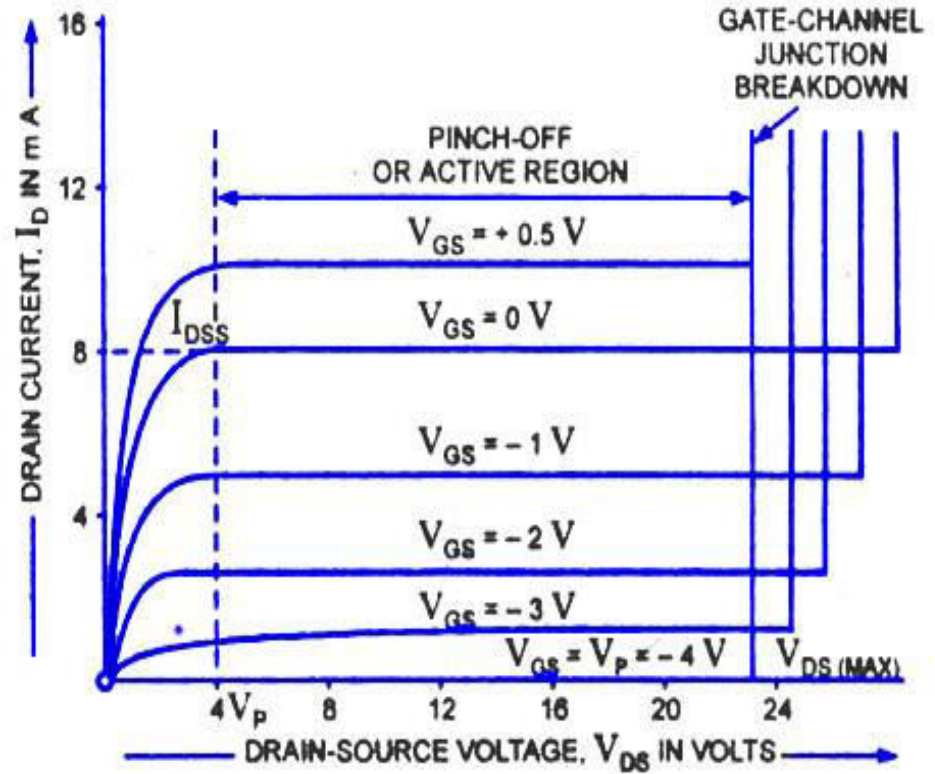 16
12
8
4
DRAIN CURRENT, I_D IN m A
GATE-CHANNEL
JUNCTION
BREAKDOWN
PINCH-OFF
OR ACTIVE REGION
V_GS = + 0.5 V
I_DSS
V_GS = 0 V
V_GS = - 1 V
V_GS = - 2 V
V_GS = - 3 V
V_GS = V_P = - 4 V
V_DS (MAX)
4 V_P 8 12 16 20 24
DRAIN-SOURCE VOLTAGE, V_DS IN VOLTS